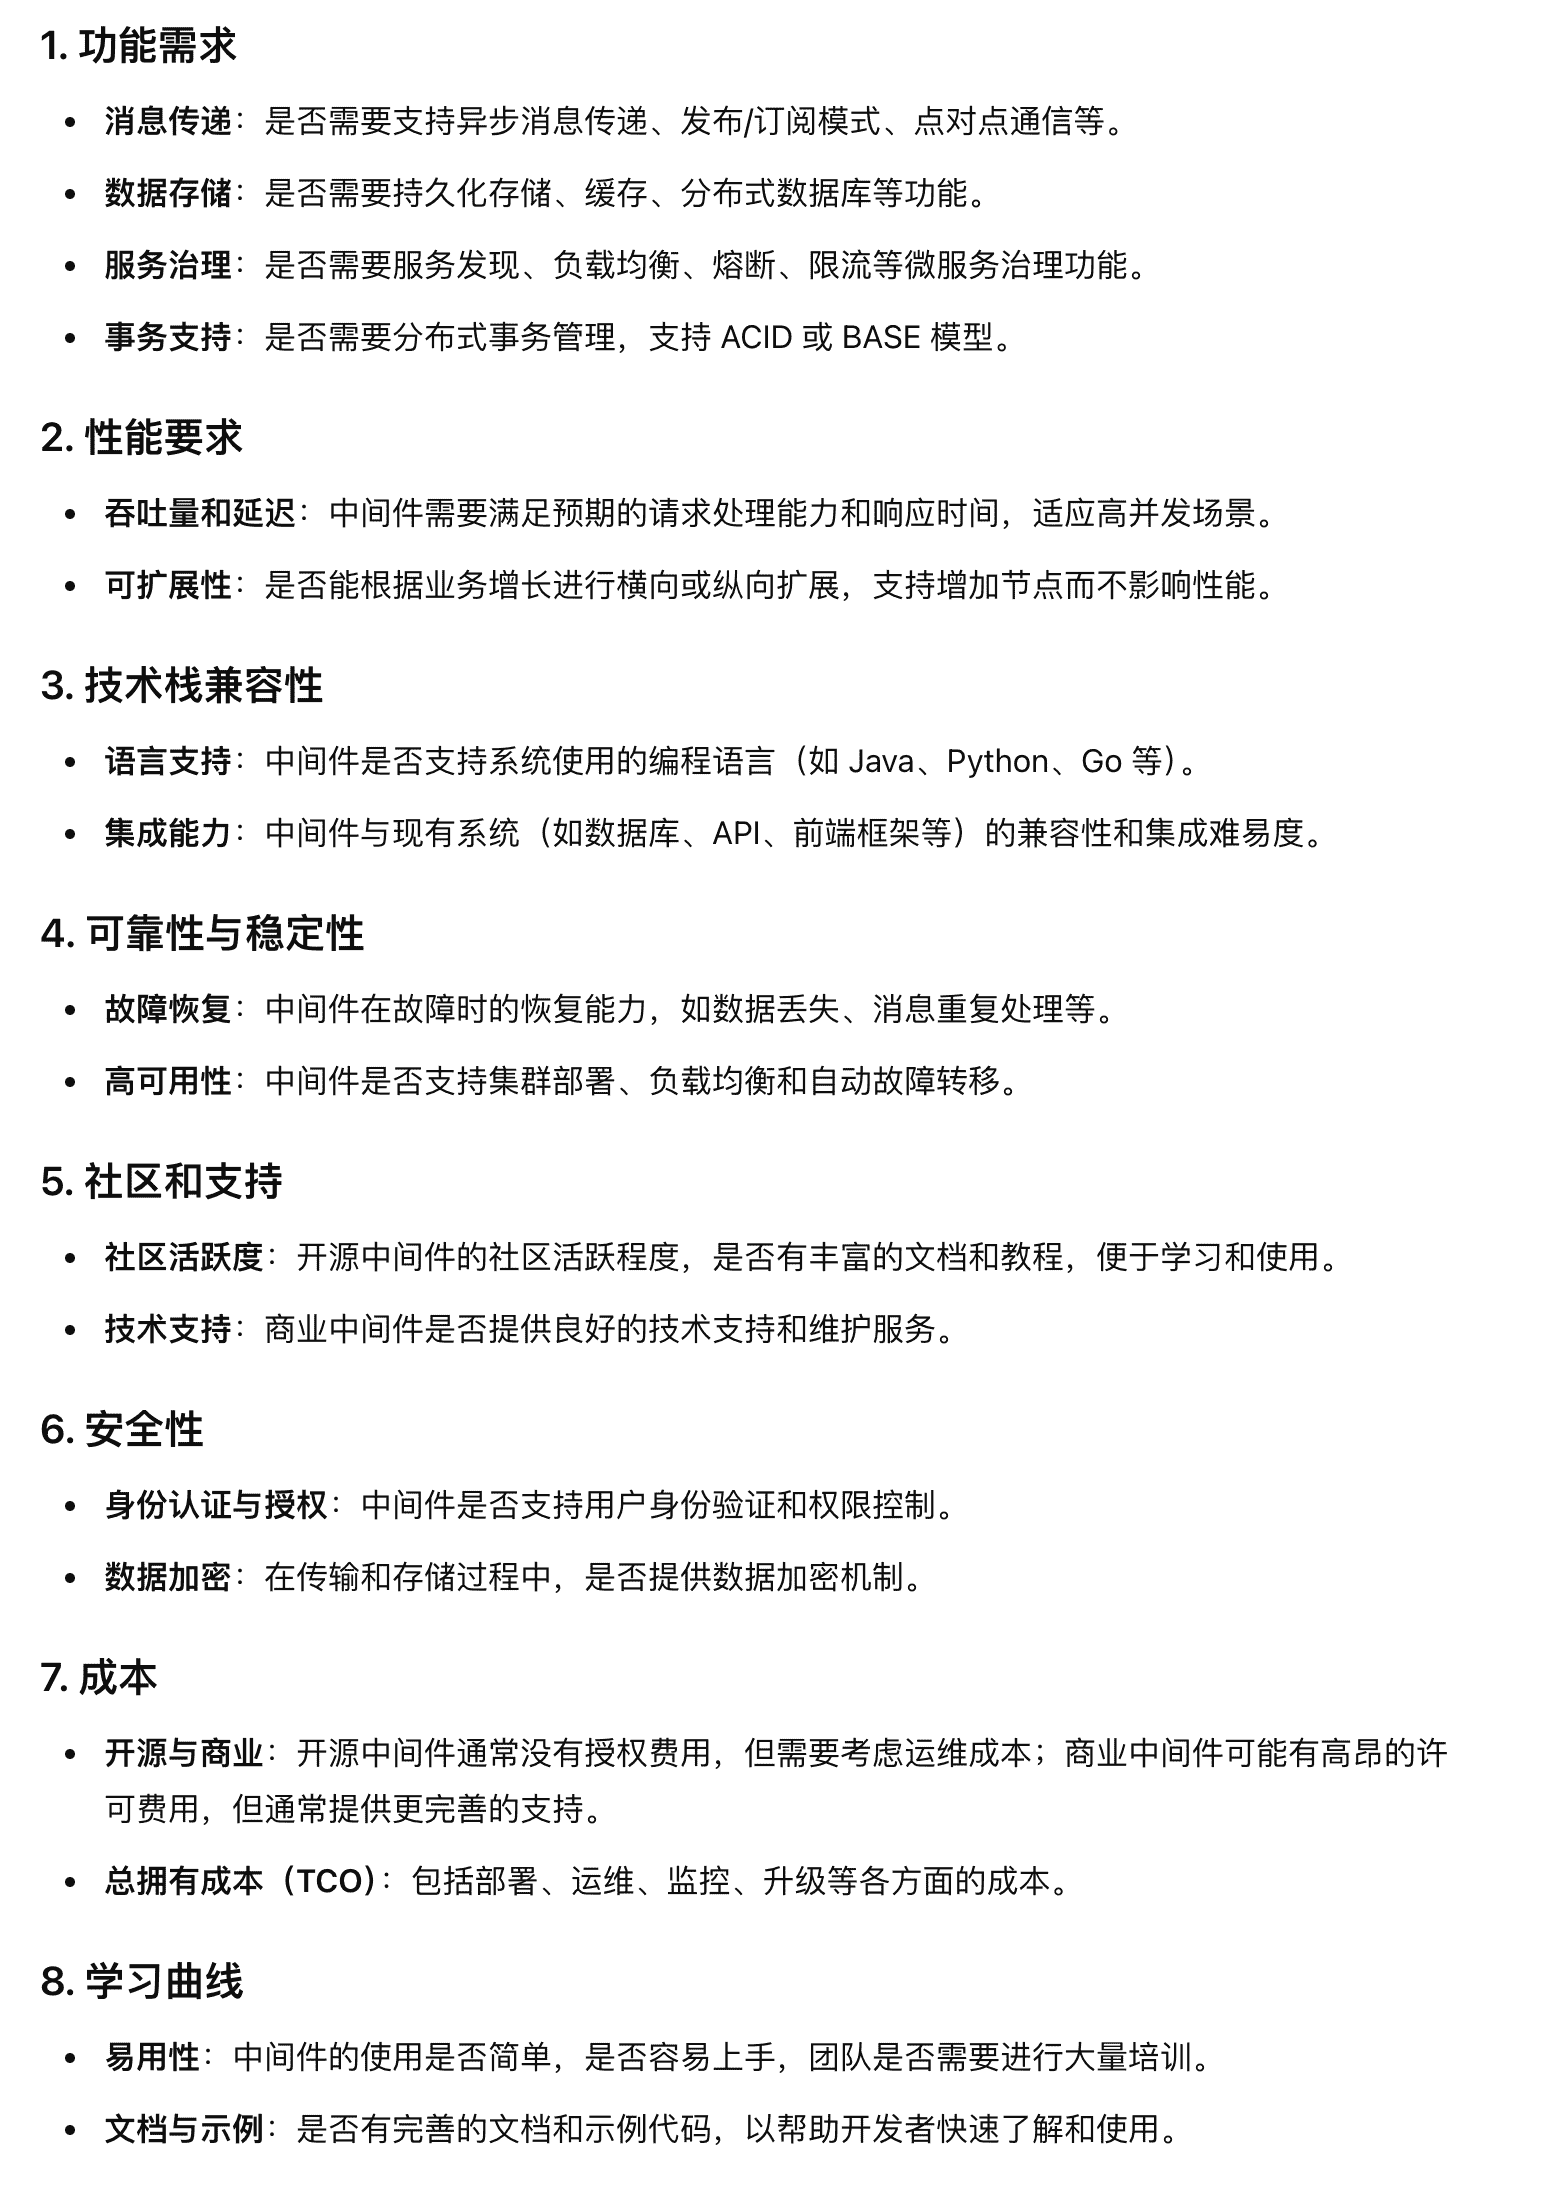 1. 功能需求
• 消息传递：是否需要支持异步消息传递、发布/订阅模式、点对点通信等。
• 数据存储：是否需要持久化存储、缓存、分布式数据库等功能。
• 服务治理：是否需要服务发现、负载均衡、熔断、限流等微服务治理功能。
• 事务支持：是否需要分布式事务管理，支持 ACID 或 BASE 模型。
2. 性能要求
• 吞吐量和延迟：中间件需要满足预期的请求处理能力和响应时间，适应高并发场景。
• 可扩展性：是否能根据业务增长进行横向或纵向扩展，支持增加节点而不影响性能。
3. 技术栈兼容性
• 语言支持：中间件是否支持系统使用的编程语言（如 Java、Python、Go 等）。
• 集成能力：中间件与现有系统（如数据库、API、前端框架等）的兼容性和集成难易度。
4. 可靠性与稳定性
• 故障恢复：中间件在故障时的恢复能力，如数据丢失、消息重复处理等。
• 高可用性：中间件是否支持集群部署、负载均衡和自动故障转移。
5. 社区和支持
• 社区活跃度：开源中间件的社区活跃程度，是否有丰富的文档和教程，便于学习和使用。
• 技术支持：商业中间件是否提供良好的技术支持和维护服务。
6. 安全性
• 身份认证与授权：中间件是否支持用户身份验证和权限控制。
• 数据加密：在传输和存储过程中，是否提供数据加密机制。
7. 成本
• 开源与商业：开源中间件通常没有授权费用，但需要考虑运维成本；商业中间件可能有高昂的许
可费用，但通常提供更完善的支持。
• 总拥有成本（TCO）：包括部署、运维、监控、升级等各方面的成本。
8. 学习曲线
• 易用性：中间件的使用是否简单，是否容易上手，团队是否需要进行大量培训。
• 文档与示例：是否有完善的文档和示例代码，以帮助开发者快速了解和使用。